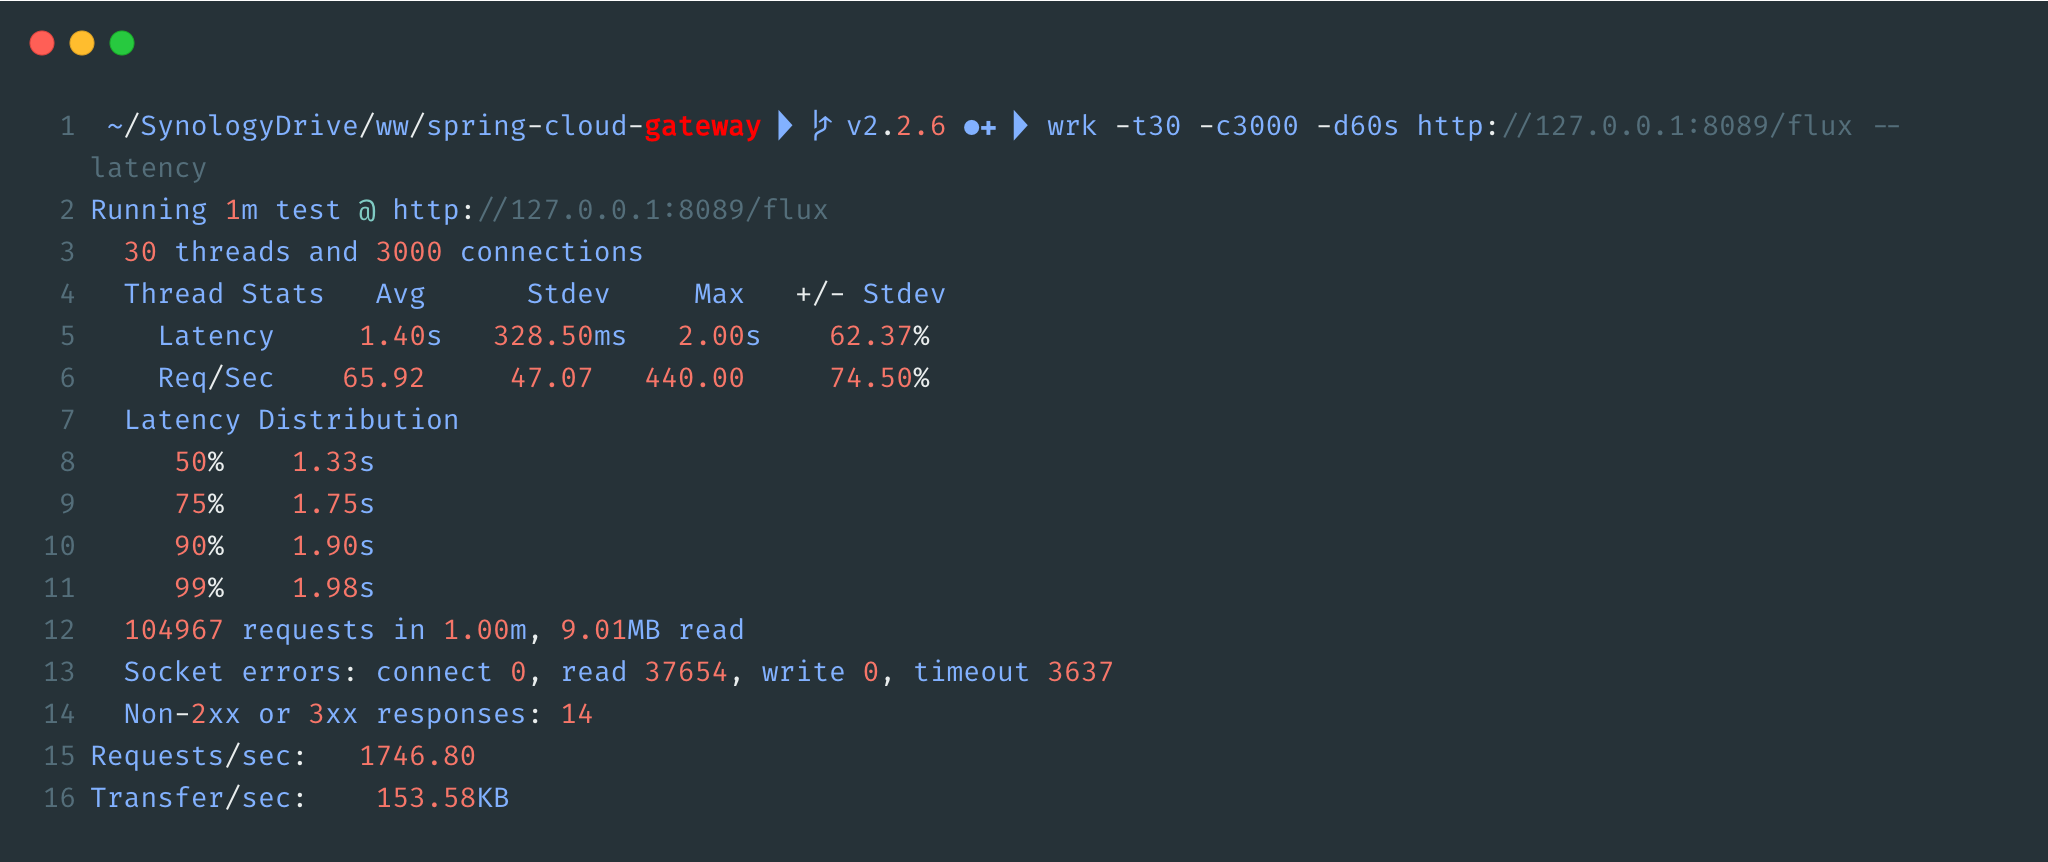 1 ~/SynologyDrive/ww/spring-cloud-gateway v2.2.6 ●+ wrk -t30 -c3000 -d60s http://127.0.0.1:8089/flux --
latency
2 Running 1m test @ http://127.0.0.1:8089/flux
3 30 threads and 3000 connections
4 Thread Stats Avg Stdev Max +/- Stdev
5 Latency 1.40s 328.50ms 2.00s 62.37%
6 Req/Sec 65.92 47.07 440.00 74.50%
7 Latency Distribution
8 50% 1.33s
9 75% 1.75s
10 90% 1.90s
11 99% 1.98s
12 104967 requests in 1.00m, 9.01MB read
13 Socket errors: connect 0, read 37654, write 0, timeout 3637
14 Non-2xx or 3xx responses: 14
15 Requests/sec: 1746.80
16 Transfer/sec: 153.58KB